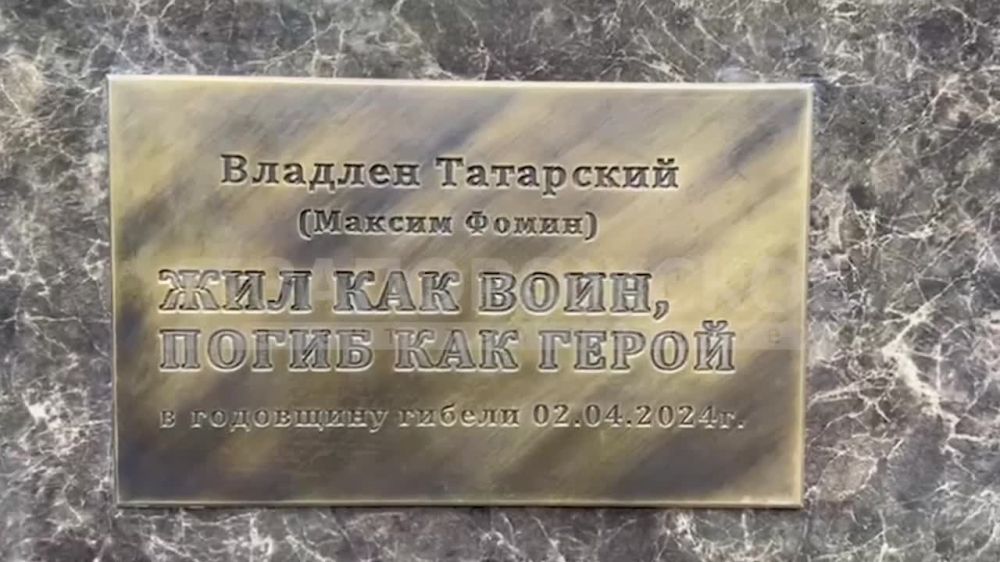 Владлен Татарский
(Максим Фомин)
ЖИЛ КАК ВОИН,
ПОГИБ КАК ГЕРОЙ
в годовщину гибели 02.04.2024г.